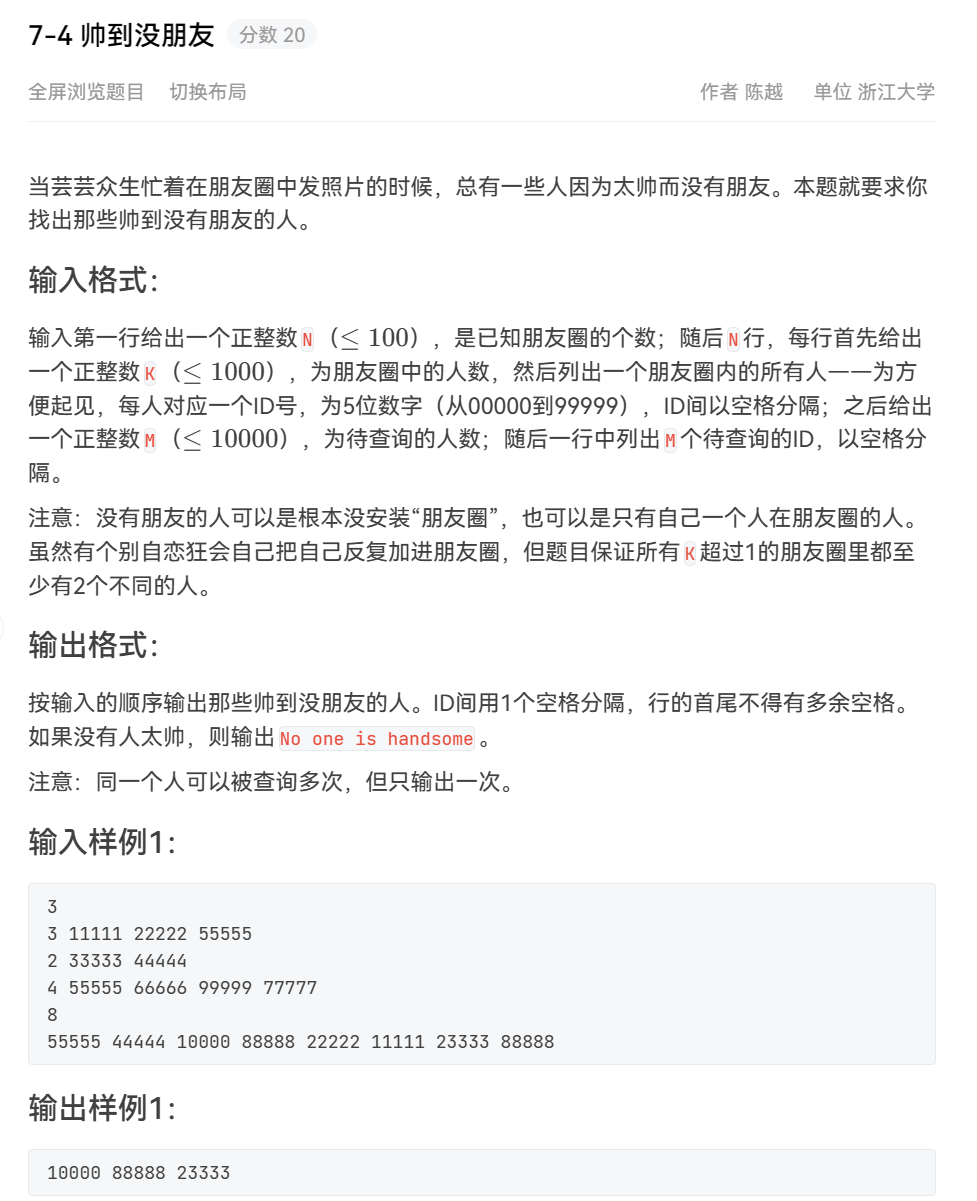 7-4 帅到没朋友 分数 20
全屏浏览题目 切换布局 作者 陈越 单位 浙江大学
当芸芸众生忙着在朋友圈中发照片的时候，总有一些人因为太帅而没有朋友。本题就要求你
找出那些帅到没有朋友的人。
输入格式：
输入第一行给出一个正整数N（≤ 100），是已知朋友圈的个数；随后N行，每行首先给出
一个正整数K（≤ 1000），为朋友圈中的人数，然后列出一个朋友圈内的所有人——为方
便起见，每人对应一个ID号，为5位数字（从00000到99999），ID间以空格分隔；之后给出
一个正整数M（≤ 10000），为待查询的人数；随后一行中列出M个待查询的ID，以空格分
隔。
注意：没有朋友的人可以是根本没安装“朋友圈”，也可以是只有自己一个人在朋友圈的人。
虽然有个别自恋狂会自己把自己反复加进朋友圈，但题目保证所有K超过1的朋友圈里都至
少有2个不同的人。
输出格式：
按输入的顺序输出那些帅到没朋友的人。ID间用1个空格分隔，行的首尾不得有多余空格。
如果没有人太帅，则输出No one is handsome。
注意：同一个人可以被查询多次，但只输出一次。
输入样例1：
3
3 11111 22222 55555
2 33333 44444
4 55555 66666 99999 77777
8
55555 44444 10000 88888 22222 11111 23333 88888
输出样例1：
10000 88888 23333